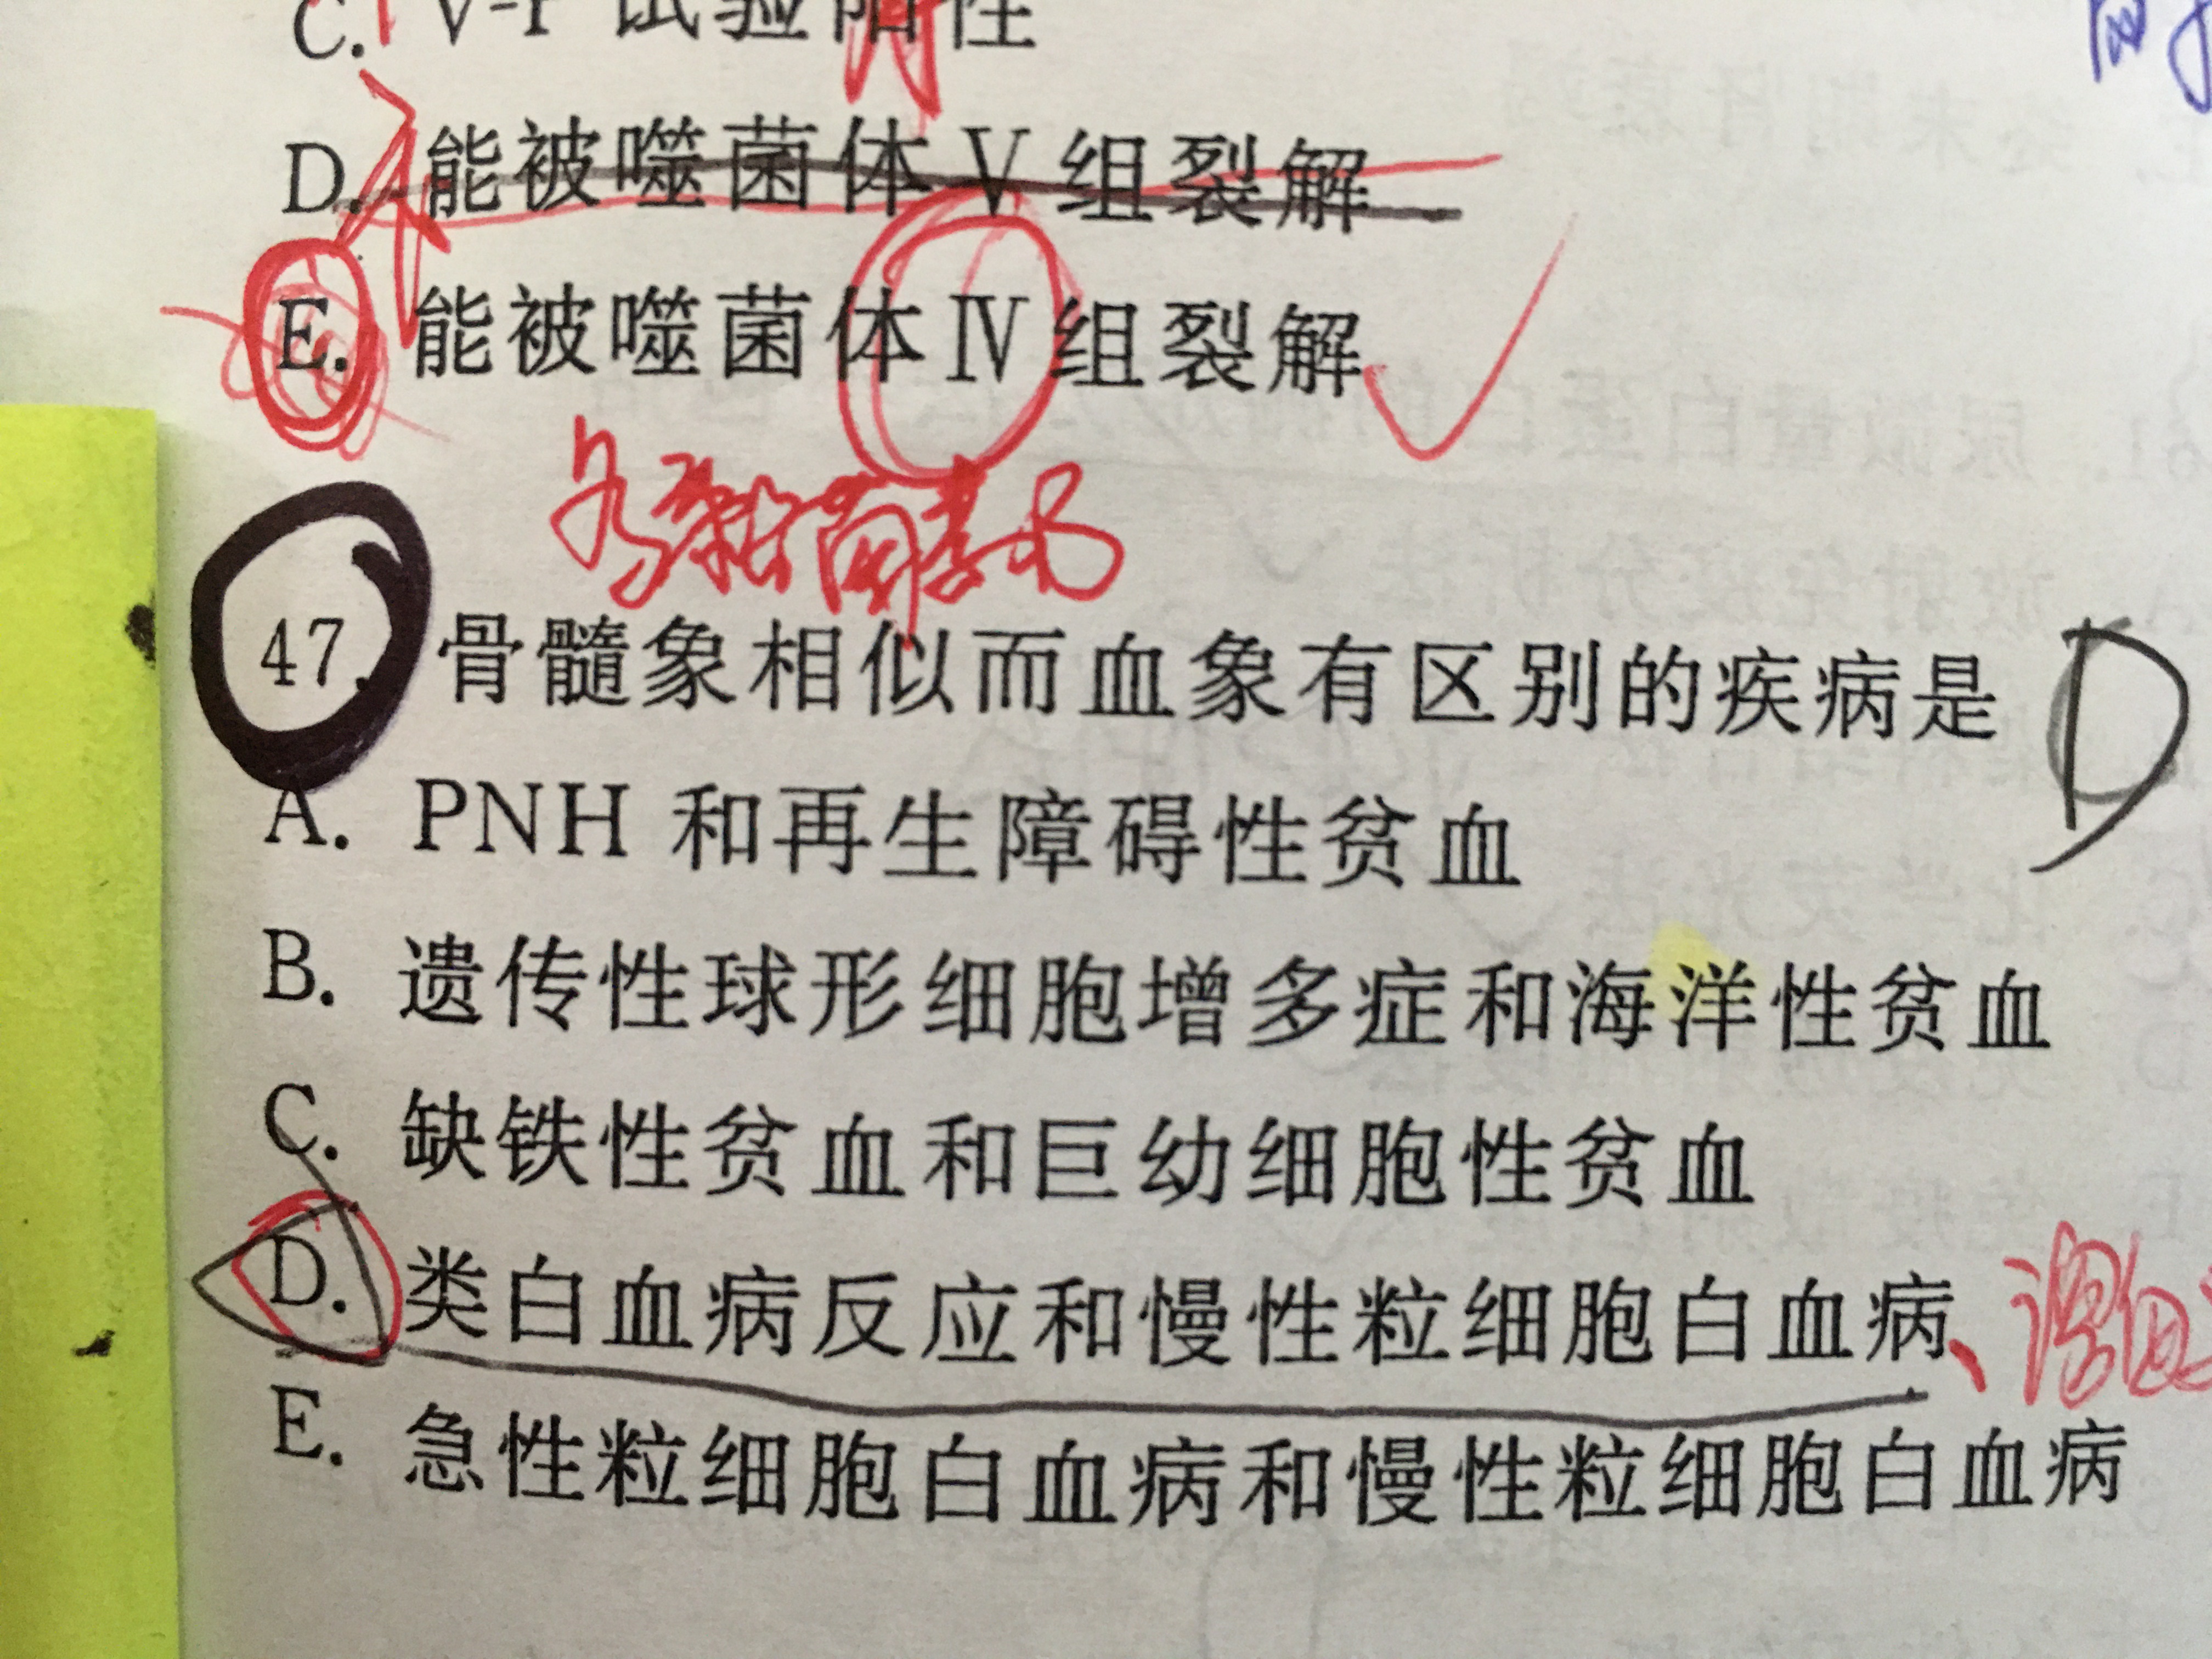 D. 能被噬菌体 V 组裂解
E. 能被噬菌体 Ⅳ 组裂解
47. 骨髓象相似而血象有区别的疾病是 D
A. PNH 和再生障碍性贫血
B. 遗传性球形细胞增多症和海洋性贫血
C. 缺铁性贫血和巨幼细胞性贫血
D. 类白血病反应和慢性粒细胞白血病、
E. 急性粒细胞白血病和慢性粒细胞白血病